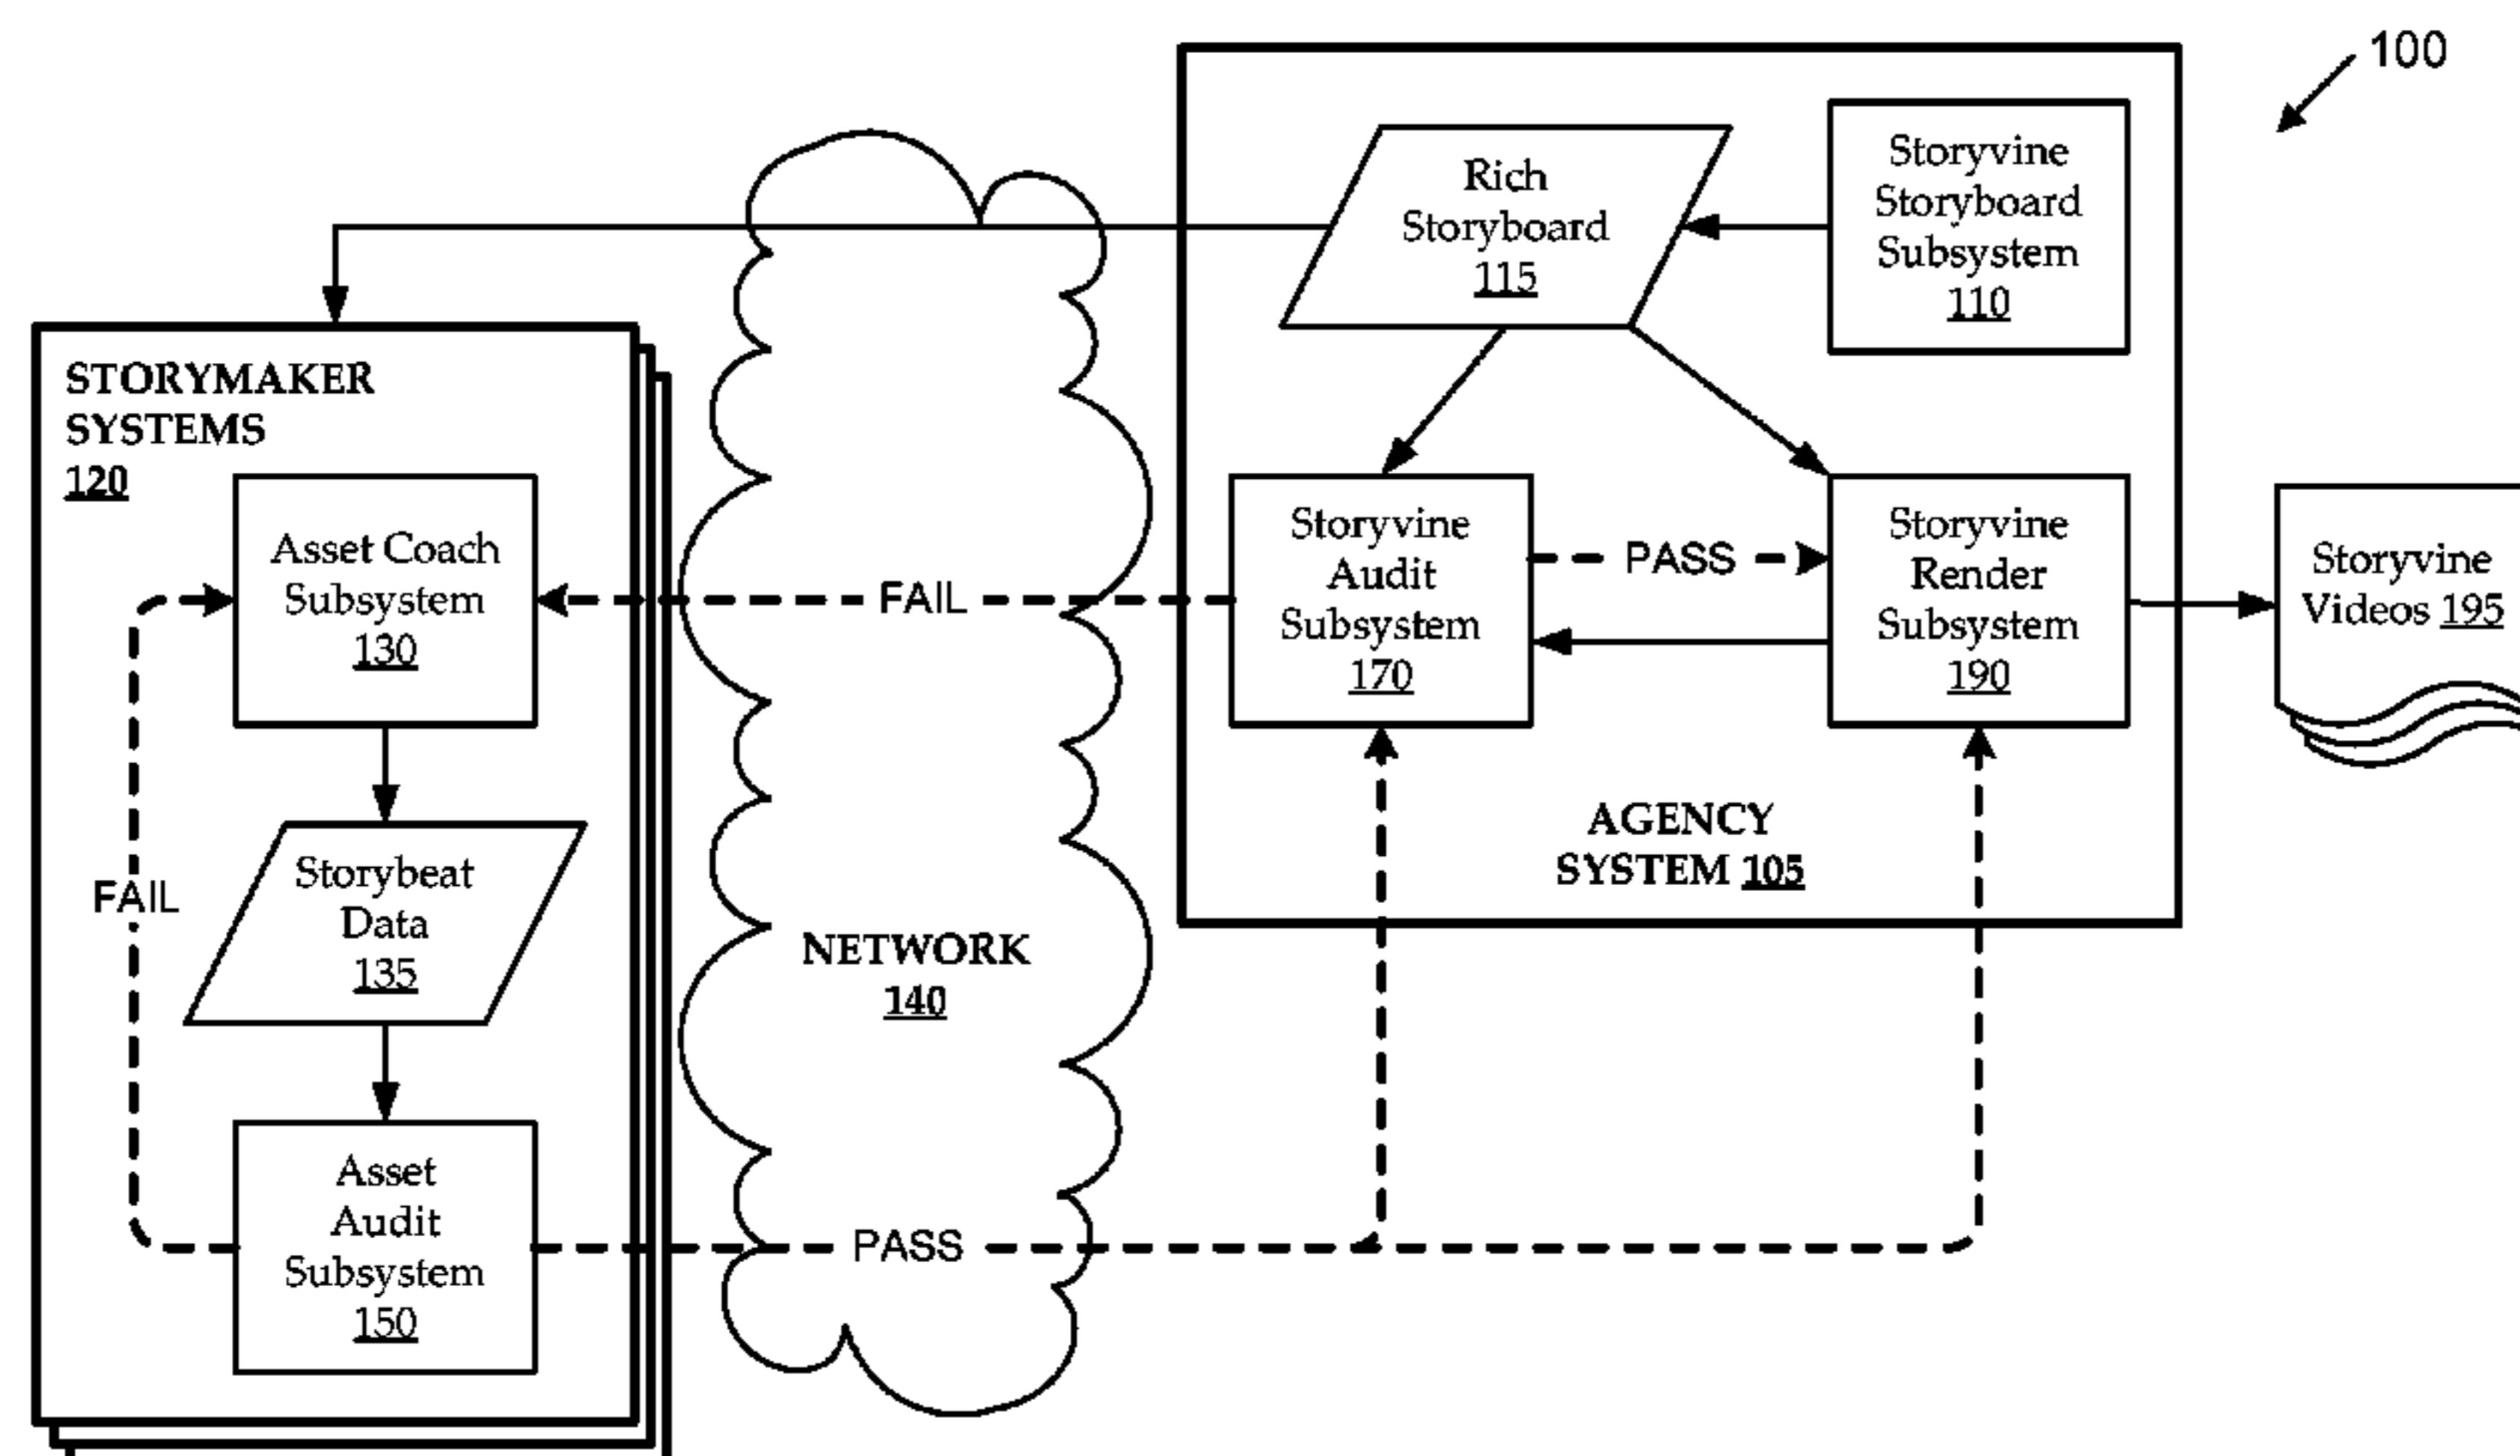 100
Rich
Storyboard
115
Storyvine
Storyboard
Subsystem
110
STORYMAKER
SYSTEMS
120
Asset Coach
Subsystem
130
FAIL
Storyvine
Audit
Subsystem
170
PASS
Storyvine
Render
Subsystem
190
Storyvine
Videos 195
AGENCY
SYSTEM 105
FAIL
Storybeat
Data
135
NETWORK
140
Asset
Audit
Subsystem
150
PASS